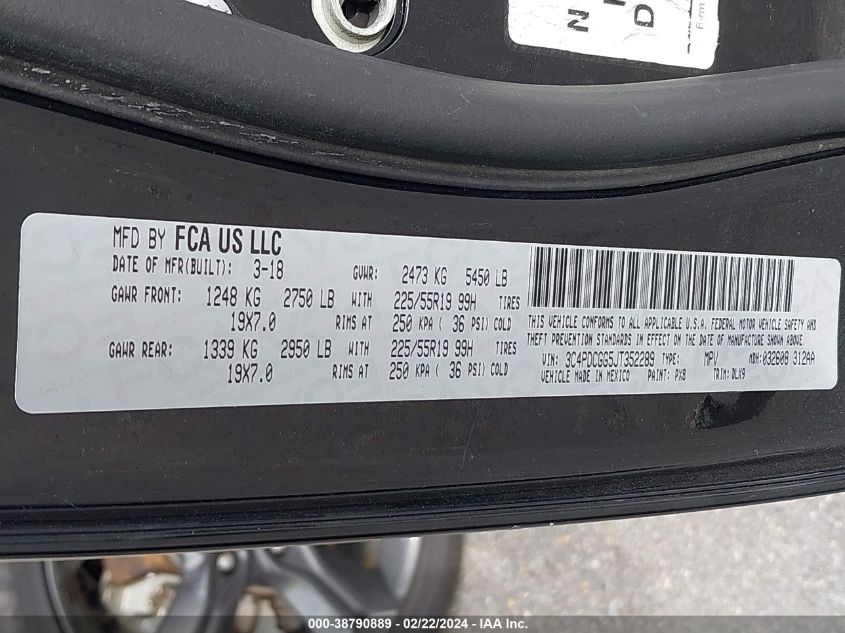 N
D
MFD BY FCA US LLC
DATE OF MFR(BUILT): 3-18 GVWR: 2473 KG 5450 LB
GAWR FRONT: 1248 KG 2750 LB WITH 225/55R19 99H TIRES
19X7.0 RIMS AT 250 KPA ( 36 PSI) COLD
GAWR REAR: 1339 KG 2950 LB WITH 225/55R19 99H TIRES
19X7.0 RIMS AT 250 KPA ( 36 PSI) COLD
THIS VEHICLE CONFORMS TO ALL APPLICABLE U.S.A. FEDERAL MOTOR VEHICLE SAFETY AND
THEFT PREVENTION STANDARDS IN EFFECT ON THE DATE OF MANUFACTURE SHOWN ABOVE.
VIN: 3C4PDCGG5JT352289 TYPE: MPV MDH: 032608 312AA
VEHICLE MADE IN MEXICO PAINT: PX8 TRIM: DLX9
000-38790889 - 02/22/2024 - IAA Inc.